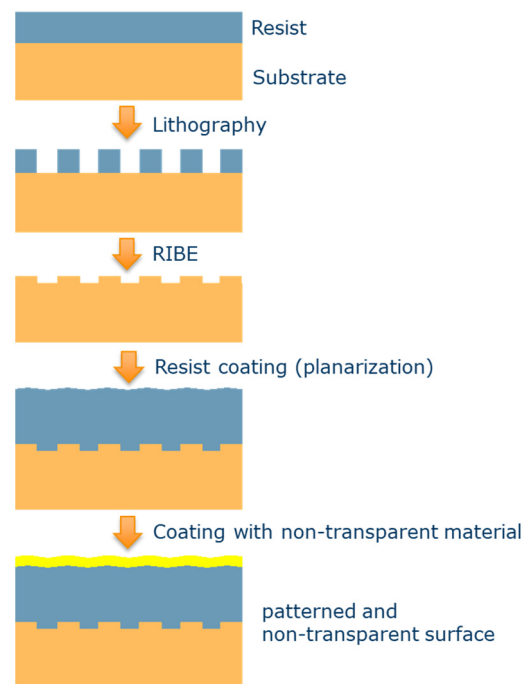 Resist
Substrate
Lithography
RIBE
Resist coating (planarization)
Coating with non-transparent material
patterned and
non-transparent surface